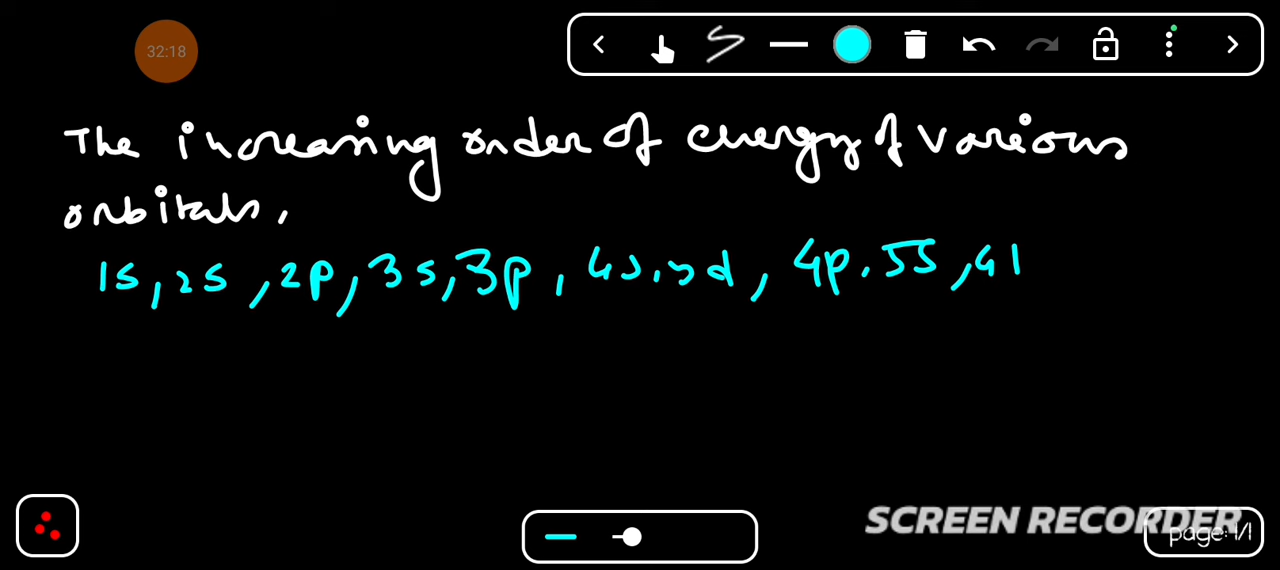 32:18
The increasing order of energy of various
orbitals,
1s, 2s, 2p, 3s, 3p, 4s, 3d, 4p. 5s, 4
SCREEN RECORDER
page:1/1